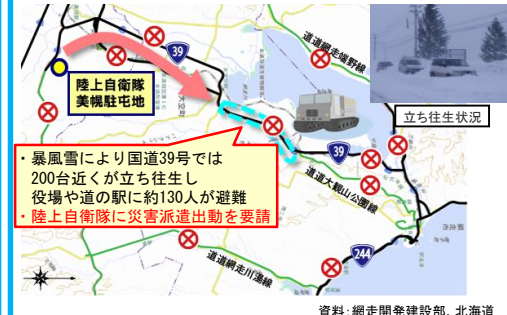 39
道道網走端野線
陸上自衛隊
美幌駐屯地
大空町
立ち往生状況
・暴風雪により国道39号では
200台近くが立ち往生し
役場や道の駅に約130人が避難
・陸上自衛隊に災害派遣出動を要請
39
道道大観山公園線
244
道道網走川湯線
資料：網走開発建設部，北海道